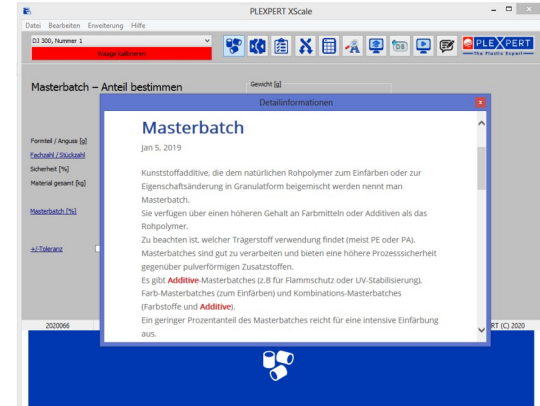 PLEXPERT XScale
Datei Bearbeiten Erweiterung Hilfe
DJ 300, Nummer 1
Waage kalibrieren
DB
PLEXPERT
The Plastic Expert
Masterbatch – Anteil bestimmen
Gewicht [g]
Detailinformationen
Masterbatch
Jan 5, 2019
Formteil / Anguss [g]
Fachzahl / Stückzahl
Sicherheit [%]
Material gesamt [kg]
Masterbatch [%]
+/-Toleranz
Kunststoffadditive, die dem natürlichen Rohpolymer zum Einfärben oder zur
Eigenschaftsänderung in Granulatform beigemischt werden nennt man
Masterbatch.
Sie verfügen über einen höheren Gehalt an Farbmitteln oder Additiven als das
Rohpolymer.
Zu beachten ist, welcher Trägerstoff verwendung findet (meist PE oder PA).
Masterbatches sind gut zu verarbeiten und bieten eine höhere Prozesssicherheit
gegenüber pulverförmigen Zusatzstoffen.
Es gibt Additive-Masterbatches (z.B für Flammschutz oder UV-Stabilisierung).
Farb-Masterbatches (zum Einfärben) und Kombinations-Masterbatches
(Farbstoffe und Additive).
Ein geringer Prozentanteil des Masterbatches reicht für eine intensive Einfärbung
aus.
2020066
RT (C) 2020